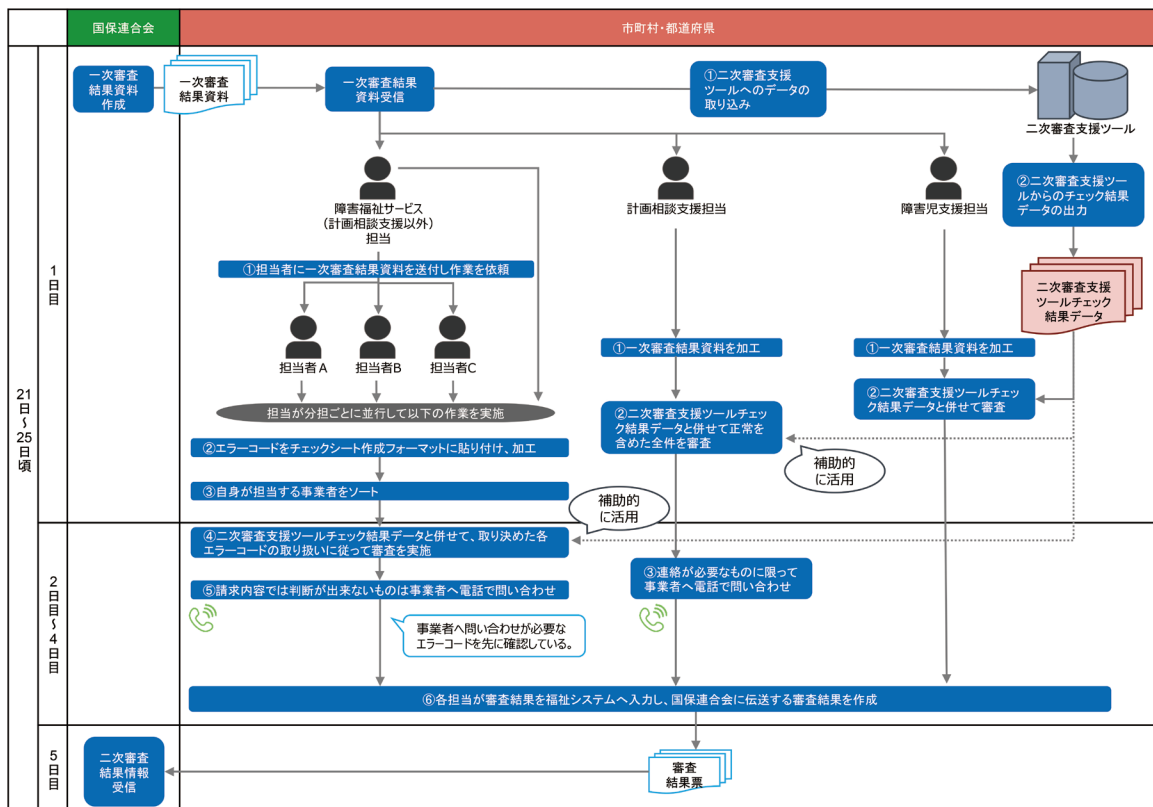 国保連合会
市町村・都道府県
21日～25日頃
1日目
一次審査
結果資料
作成
一次審査
結果資料
一次審査結果
資料受信
①二次審査支援
ツールへのデータの
取り込み
二次審査支援ツール
障害福祉サービス
（計画相談支援以外）
担当
計画相談支援担当
障害児支援担当
②二次審査支援ツー
ルからのチェック結果
データの出力
①担当者に一次審査結果資料を送付し作業を依頼
二次審査支援
ツールチェック
結果データ
担当者A
担当者B
担当者C
①一次審査結果資料を加工
①一次審査結果資料を加工
担当が分担ごとに並行して以下の作業を実施
②二次審査支援ツールチェッ
ク結果データと併せて正常を
含めた全件を審査
②二次審査支援ツールチェッ
ク結果データと併せて審査
②エラーコードをチェックシート作成フォーマットに貼り付け、加工
補助的
に活用
③自身が担当する事業者をソート
補助的
に活用
2日目～4日目
④二次審査支援ツールチェック結果データと併せて、取り決めた各
エラーコードの取り扱いに従って審査を実施
⑤請求内容では判断が出来ないものは事業者へ電話で問い合わせ
③連絡が必要なものに限って
事業者へ電話で問い合わせ
事業者へ問い合わせが必要な
エラーコードを先に確認している。
⑥各担当が審査結果を福祉システムへ入力し、国保連合会に伝送する審査結果を作成
5日目
二次審査
結果情報
受信
審査
結果票